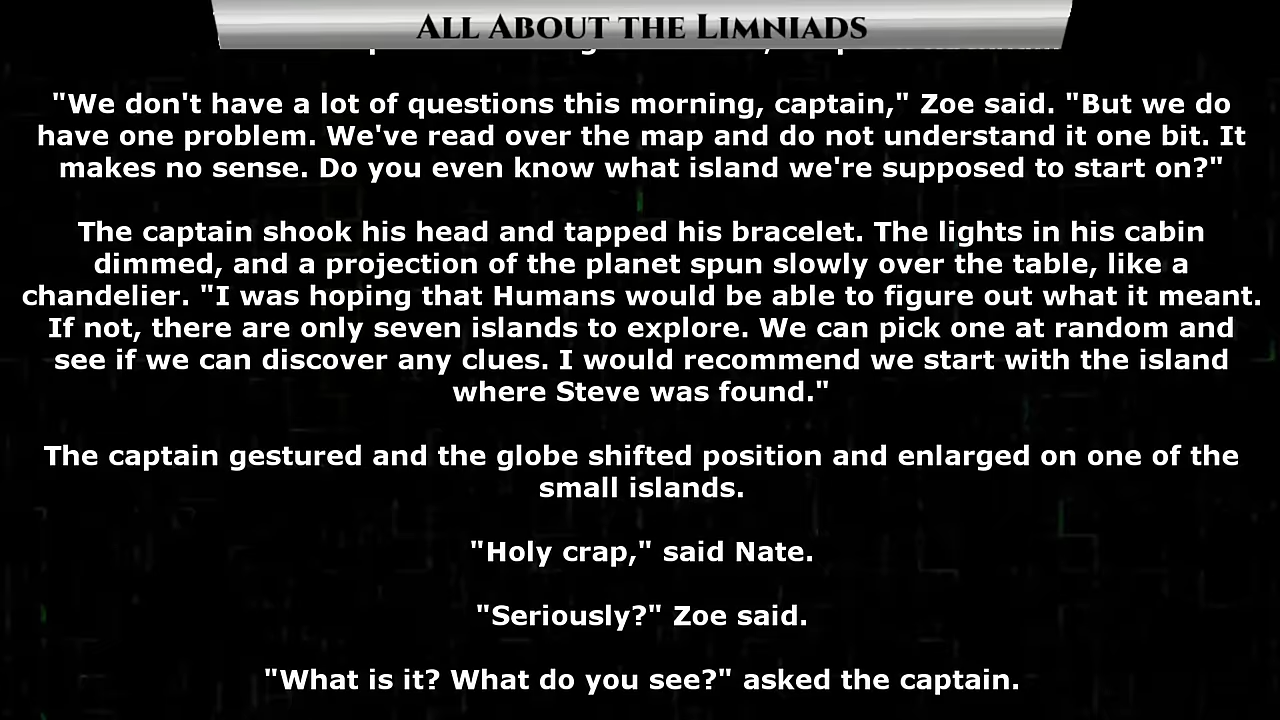 ALL ABOUT THE LIMNIADS
"We don't have a lot of questions this morning, captain," Zoe said. "But we do
have one problem. We've read over the map and do not understand it one bit. It
makes no sense. Do you even know what island we're supposed to start on?"
The captain shook his head and tapped his bracelet. The lights in his cabin
dimmed, and a projection of the planet spun slowly over the table, like a
chandelier. "I was hoping that Humans would be able to figure out what it meant.
If not, there are only seven islands to explore. We can pick one at random and
see if we can discover any clues. I would recommend we start with the island
where Steve was found."
The captain gestured and the globe shifted position and enlarged on one of the
small islands.
"Holy crap," said Nate.
"Seriously?" Zoe said.
"What is it? What do you see?" asked the captain.